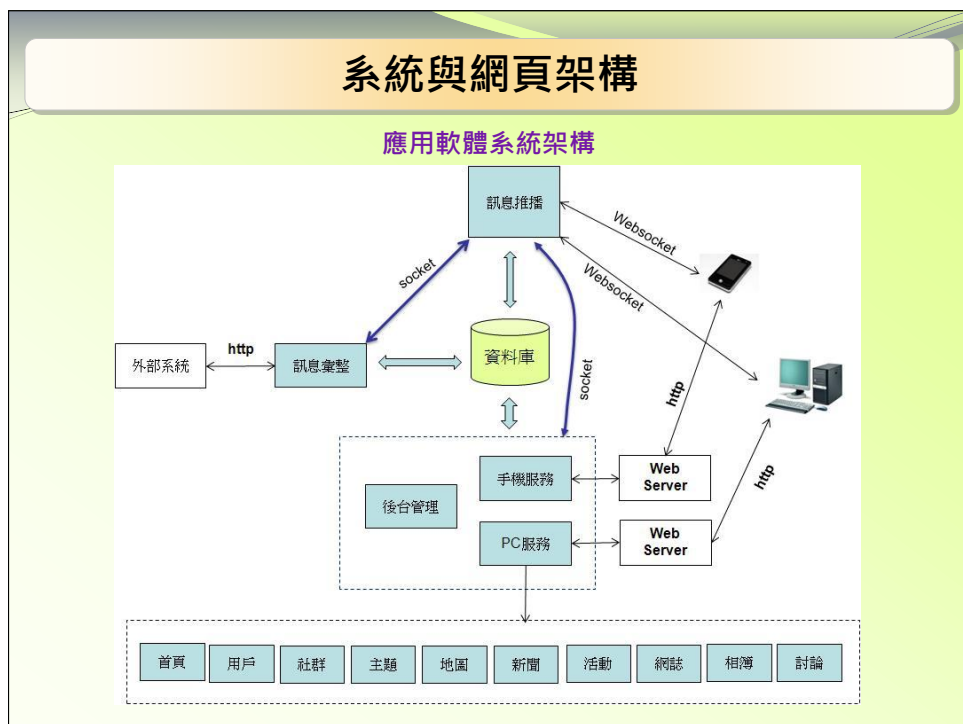 系統與網頁架構
應用軟體系統架構
訊息推播
Websocket
Websocket
socket
socket
外部系統
http
訊息彙整
資料庫
http
http
手機服務
後台管理
PC服務
Web
Server
Web
Server
首頁
用戶
社群
主題
地圖
新聞
活動
網誌
相簿
討論